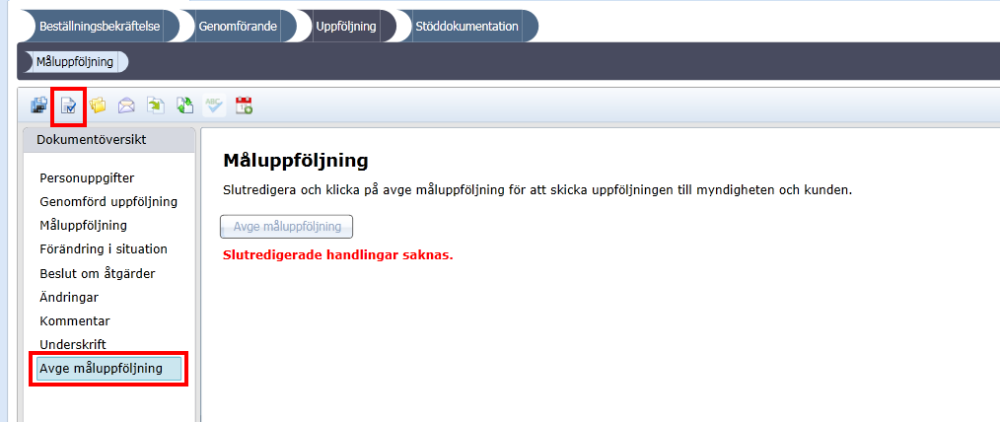 Beställningsbekräftelse Genomförande Uppföljning Stöddokumentation
Måluppföljning
ABC
Dokumentöversikt
Personuppgifter
Genomförd uppföljning
Måluppföljning
Förändring i situation
Beslut om åtgärder
Ändringar
Kommentar
Underskrift
Avge måluppföljning
Måluppföljning
Slutredigera och klicka på avge måluppföljning för att skicka uppföljningen till myndigheten och kunden.
Avge måluppföljning
Slutredigerade handlingar saknas.